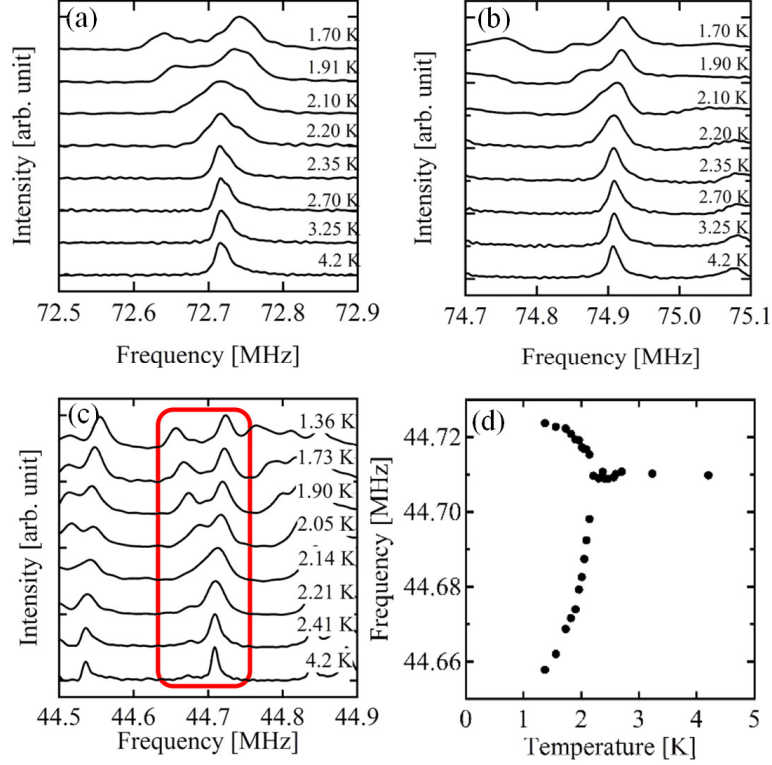 (a)
1.70 K
1.91 K
2.10 K
2.20 K
2.35 K
2.70 K
3.25 K
4.2 K
Intensity [arb. unit]
72.5 72.6 72.7 72.8 72.9
Frequency [MHz]
(b)
1.70 K
1.90 K
2.10 K
2.20 K
2.35 K
2.70 K
3.25 K
4.2 K
Intensity [arb. unit]
74.7 74.8 74.9 75.0 75.1
Frequency [MHz]
(c)
1.36 K
1.73 K
1.90 K
2.05 K
2.14 K
2.21 K
2.41 K
4.2 K
Intensity [arb. unit]
44.5 44.6 44.7 44.8 44.9
Frequency [MHz]
(d)
44.72
44.70
44.68
44.66
Frequency [MHz]
0 1 2 3 4 5
Temperature [K]